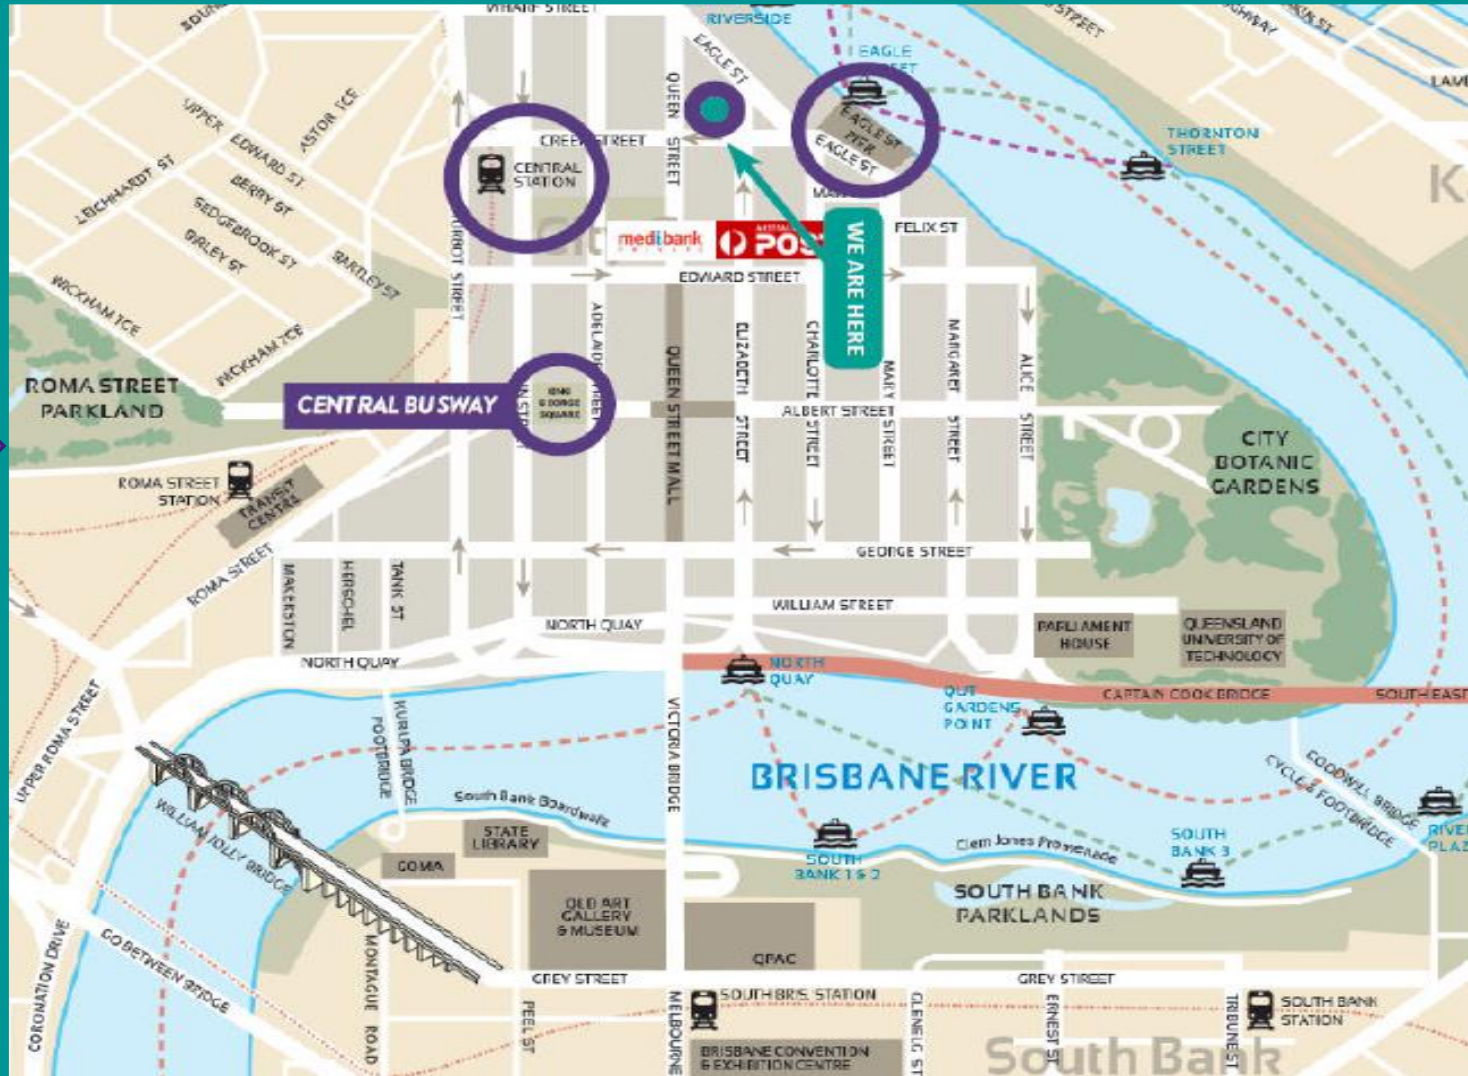 WHARF STREET
RIVERSIDE
EAGLE ST
EAGLE
QUEEN STREET
CREEK STREET
EAGLE ST
PIER
EAGLE ST
THORNTON
STREET
UPPER EDWARD ST
ASTOR TCE
LEICHHARDT ST
BERRY ST
SEDGEBROOK ST
BIRLEY ST
BARTLEY ST
WICKHAM TCE
WICKHAM TCE
CENTRAL
STATION
medibank
POST
WE ARE HERE
FELIX ST
EDWARD STREET
ADELAIDE STREET
QUEEN STREET MALL
ELIZABETH STREET
CHARLOTTE STREET
MARY STREET
MARGARET STREET
ALICE STREET
ROMA STREET
PARKLAND
CENTRAL BUSWAY
KING
GEORGE
SQUARE
ALBERT STREET
CITY
BOTANIC
GARDENS
ROMA STREET
STATION
TRANSIT
CENTRE
ROMA STREET
GEORGE STREET
MAKERSTON
HERSCHEL
TANK ST
WILLIAM STREET
NORTH QUAY
NORTH QUAY
PARLIAMENT
HOUSE
QUEENSLAND
UNIVERSITY OF
TECHNOLOGY
NORTH
QUAY
QUT
GARDENS
POINT
CAPTAIN COOK BRIDGE
SOUTH EAST
UPPER ROMA STREET
KURILPA BRIDGE
FOOTBRIDGE
VICTORIA BRIDGE
BRISBANE RIVER
GOODWILL BRIDGE
CYCLE & FOOTBRIDGE
WILLIAM JOLLY BRIDGE
South Bank Boardwalk
STATE
LIBRARY
GOMA
SOUTH
BANK 1 & 2
Clem Jones Promenade
SOUTH
BANK 3
SOUTH BANK
PARKLANDS
QLD ART
GALLERY
& MUSEUM
QPAC
CORONATION DRIVE
GO BETWEEN BRIDGE
MONTAGUE ROAD
GREY STREET
GREY STREET
PEEL ST
MELBOURNE
SOUTH BRIS. STATION
GLENELG ST
ERNEST ST
TRIBUNE ST
SOUTH BANK
STATION
BRISBANE CONVENTION
& EXHIBITION CENTRE
South Bank